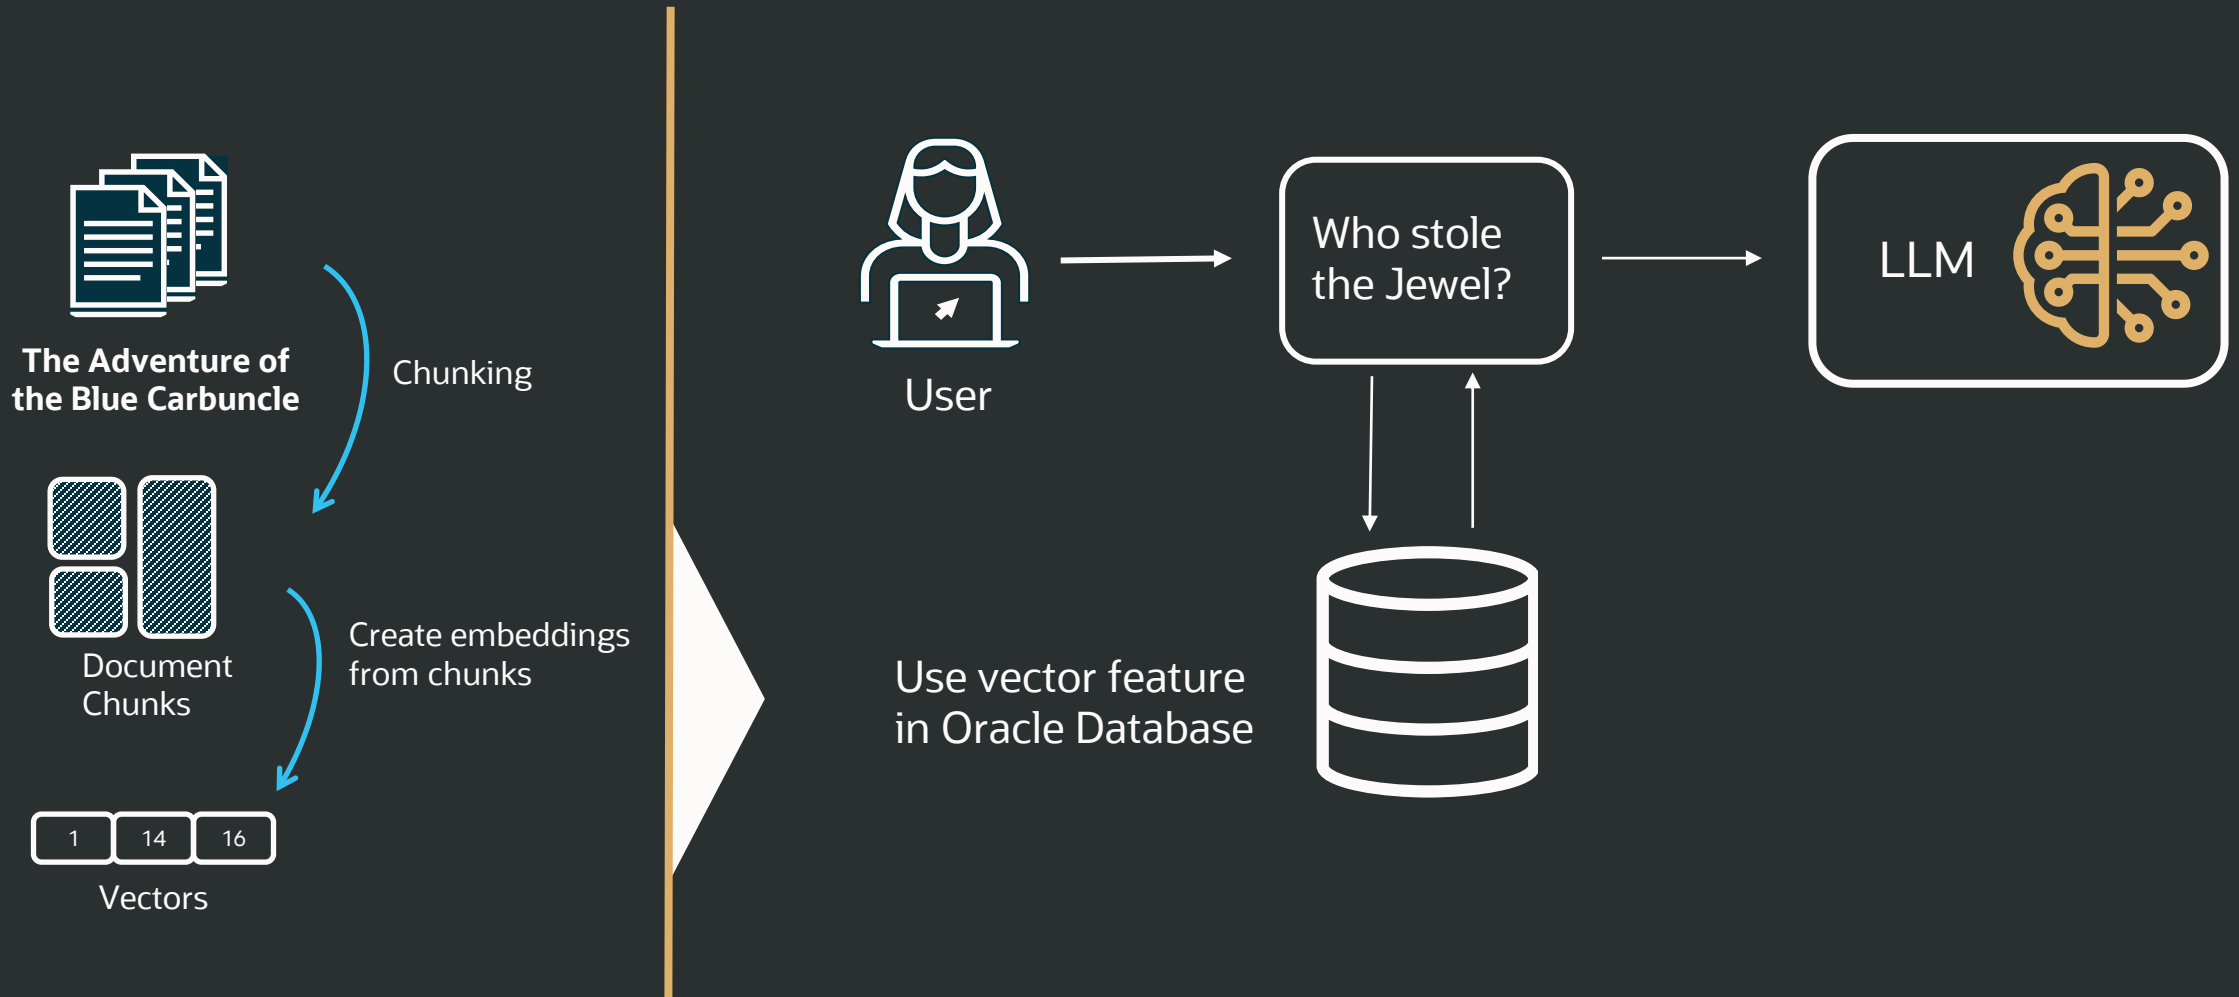 The Adventure of
the Blue Carbuncle
Chunking
Document
Chunks
Create embeddings
from chunks
1 14 16
Vectors
User
Who stole
the Jewel?
LLM
Use vector feature
in Oracle Database